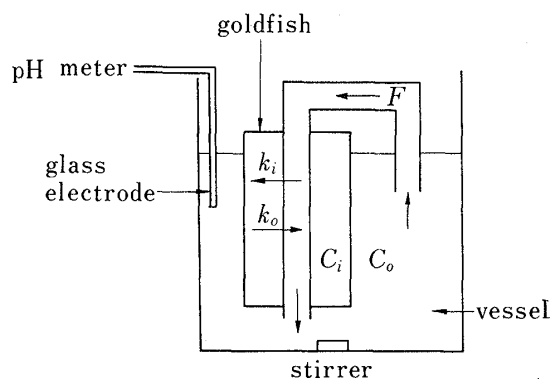 goldfish
pH meter
F
glass
electrode
k_i
k_o
C_i
C_o
vessel
stirrer